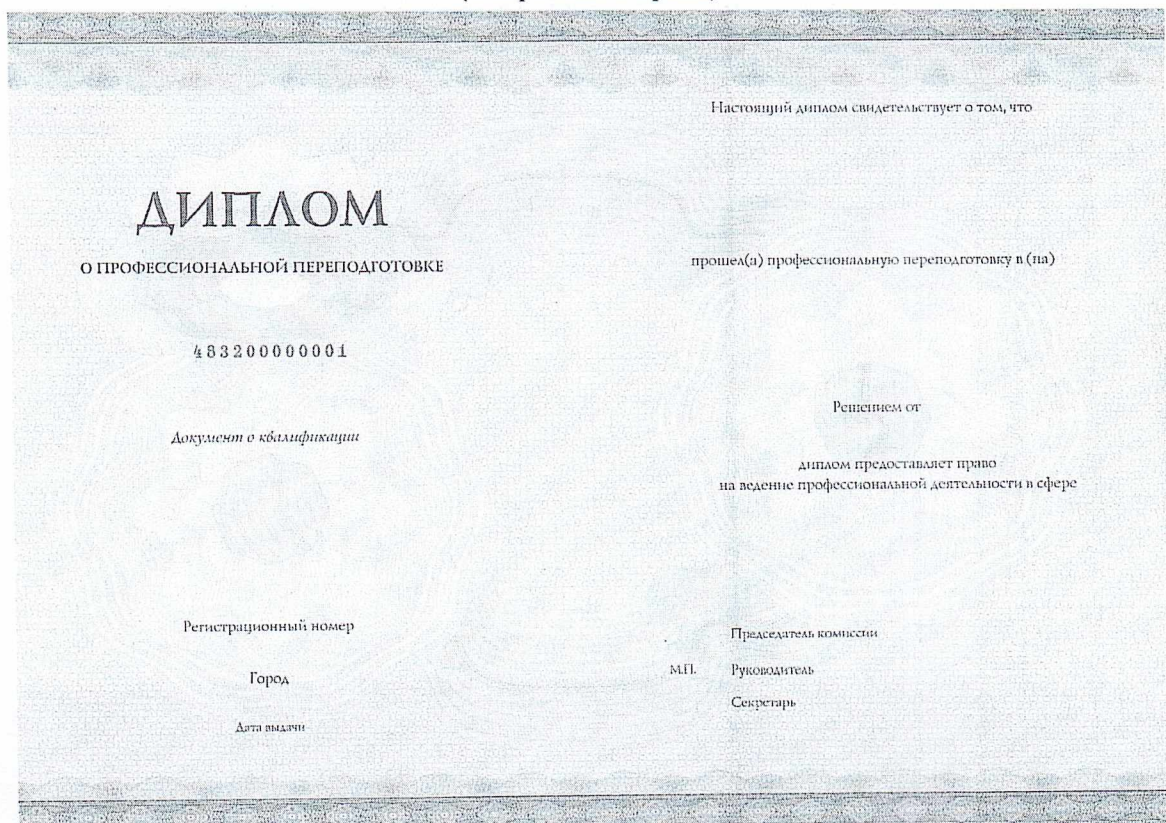 ДИПЛОМ
О ПРОФЕССИОНАЛЬНОЙ ПЕРЕПОДГОТОВКЕ
483200000001
Документ о квалификации
Регистрационный номер
Город
Дата выдачи
Настоящий диплом свидетельствует о том, что
прошел(а) профессиональную переподготовку в (на)
Решением от
диплом предоставляет право
на ведение профессиональной деятельности в сфере
Председатель комиссии
М.П. Руководитель
Секретарь